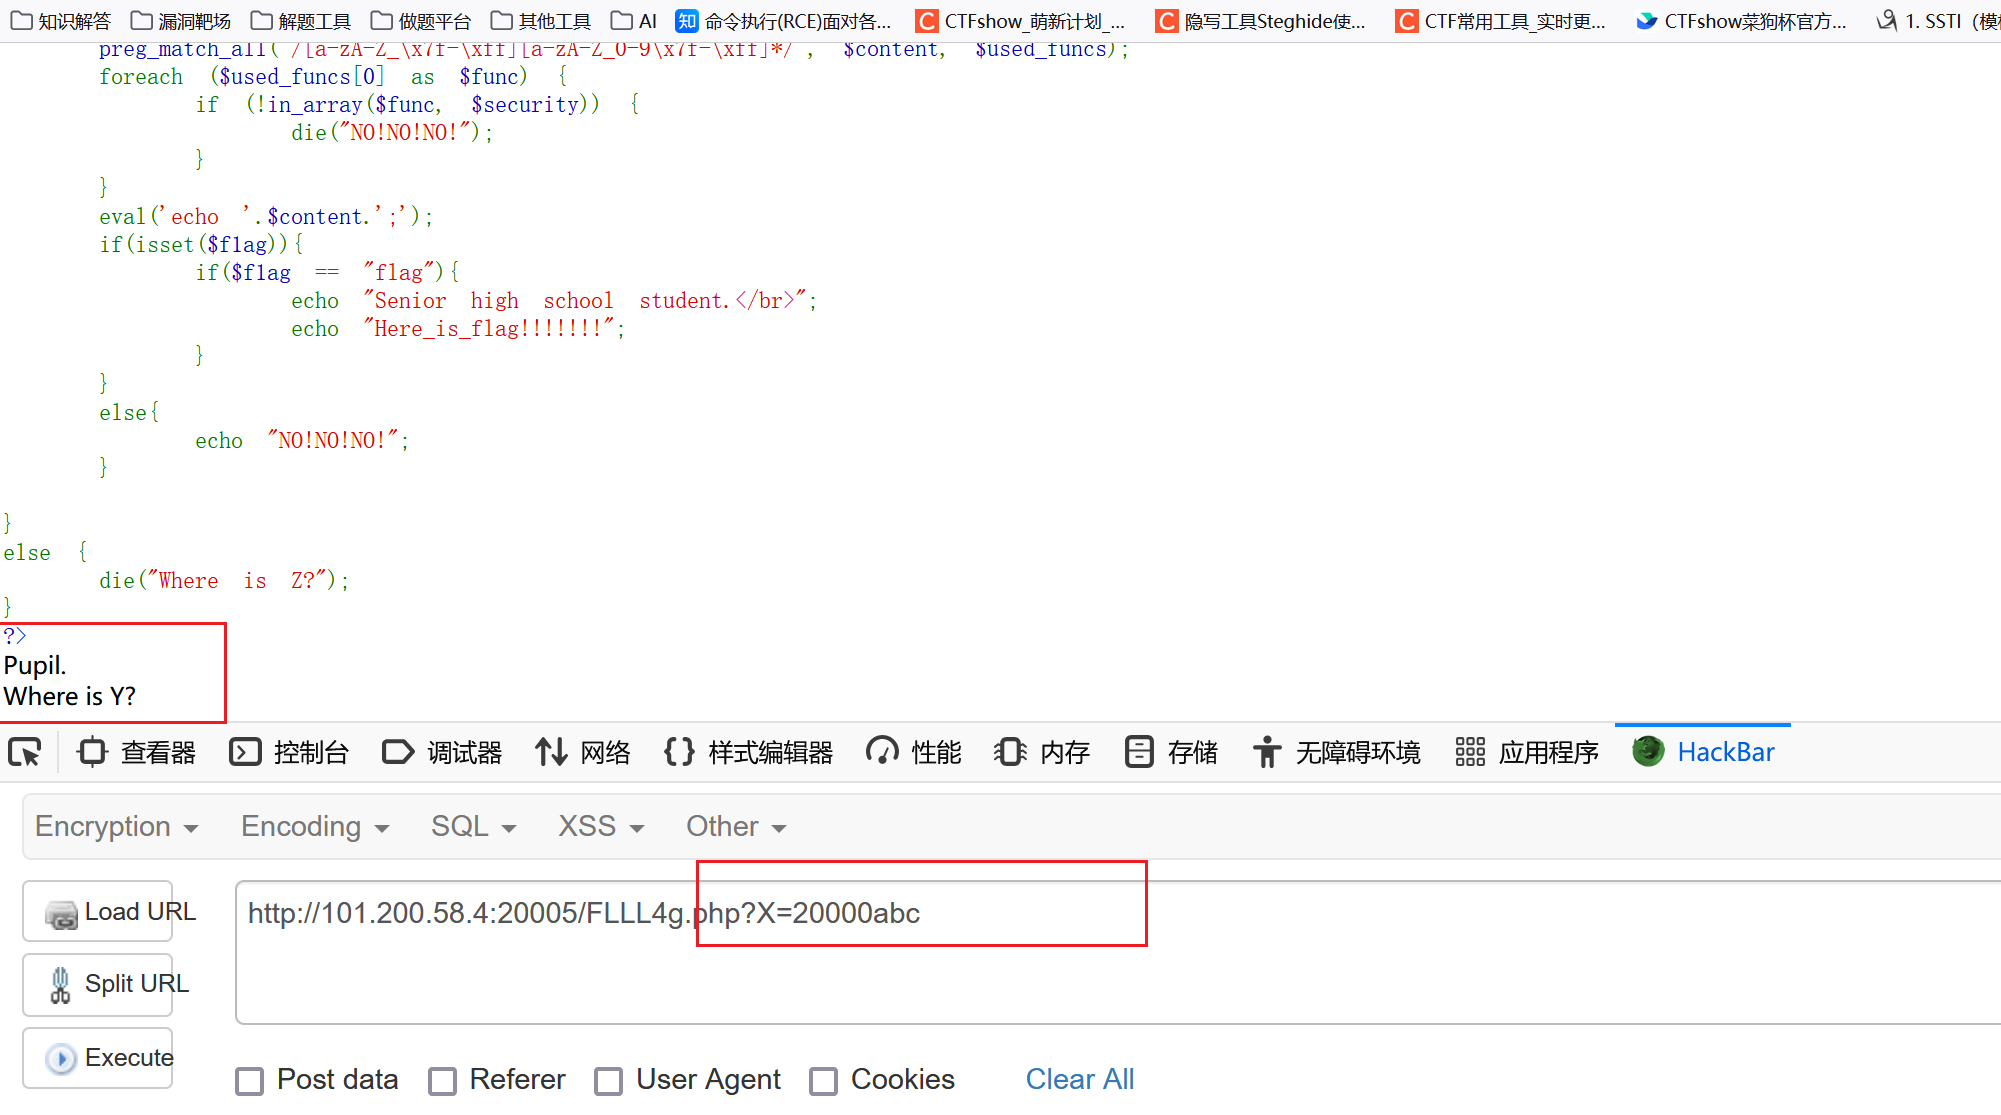 知识解答 漏洞靶场 解题工具 做题平台 其他工具 AI 知 命令执行(RCE)面对各... C CTFshow_萌新计划_... C 隐写工具Steghide使... C CTF常用工具_实时更... CTFshow菜狗杯官方... 1. SSTI（模
preg_match_all('/[a-zA-Z_\x7f-\xff][a-zA-Z_0-9\x7f-\xff]*/', $content, $used_funcs);
foreach ($used_funcs[0] as $func) {
if (!in_array($func, $security)) {
die("NO!NO!NO!");
}
}
eval('echo '.$content.';');
if(isset($flag)){
if($flag == "flag"){
echo "Senior high school student.</br>";
echo "Here_is_flag!!!!!!!";
}
}
else{
echo "NO!NO!NO!";
}
}
else {
die("Where is Z?");
}
?>
Pupil.
Where is Y?
查看器 控制台 调试器 网络 样式编辑器 性能 内存 存储 无障碍环境 应用程序 HackBar
Encryption Encoding SQL XSS Other
Load URL
http://101.200.58.4:20005/FLLL4g.php?X=20000abc
Split URL
Execute
Post data Referer User Agent Cookies Clear All